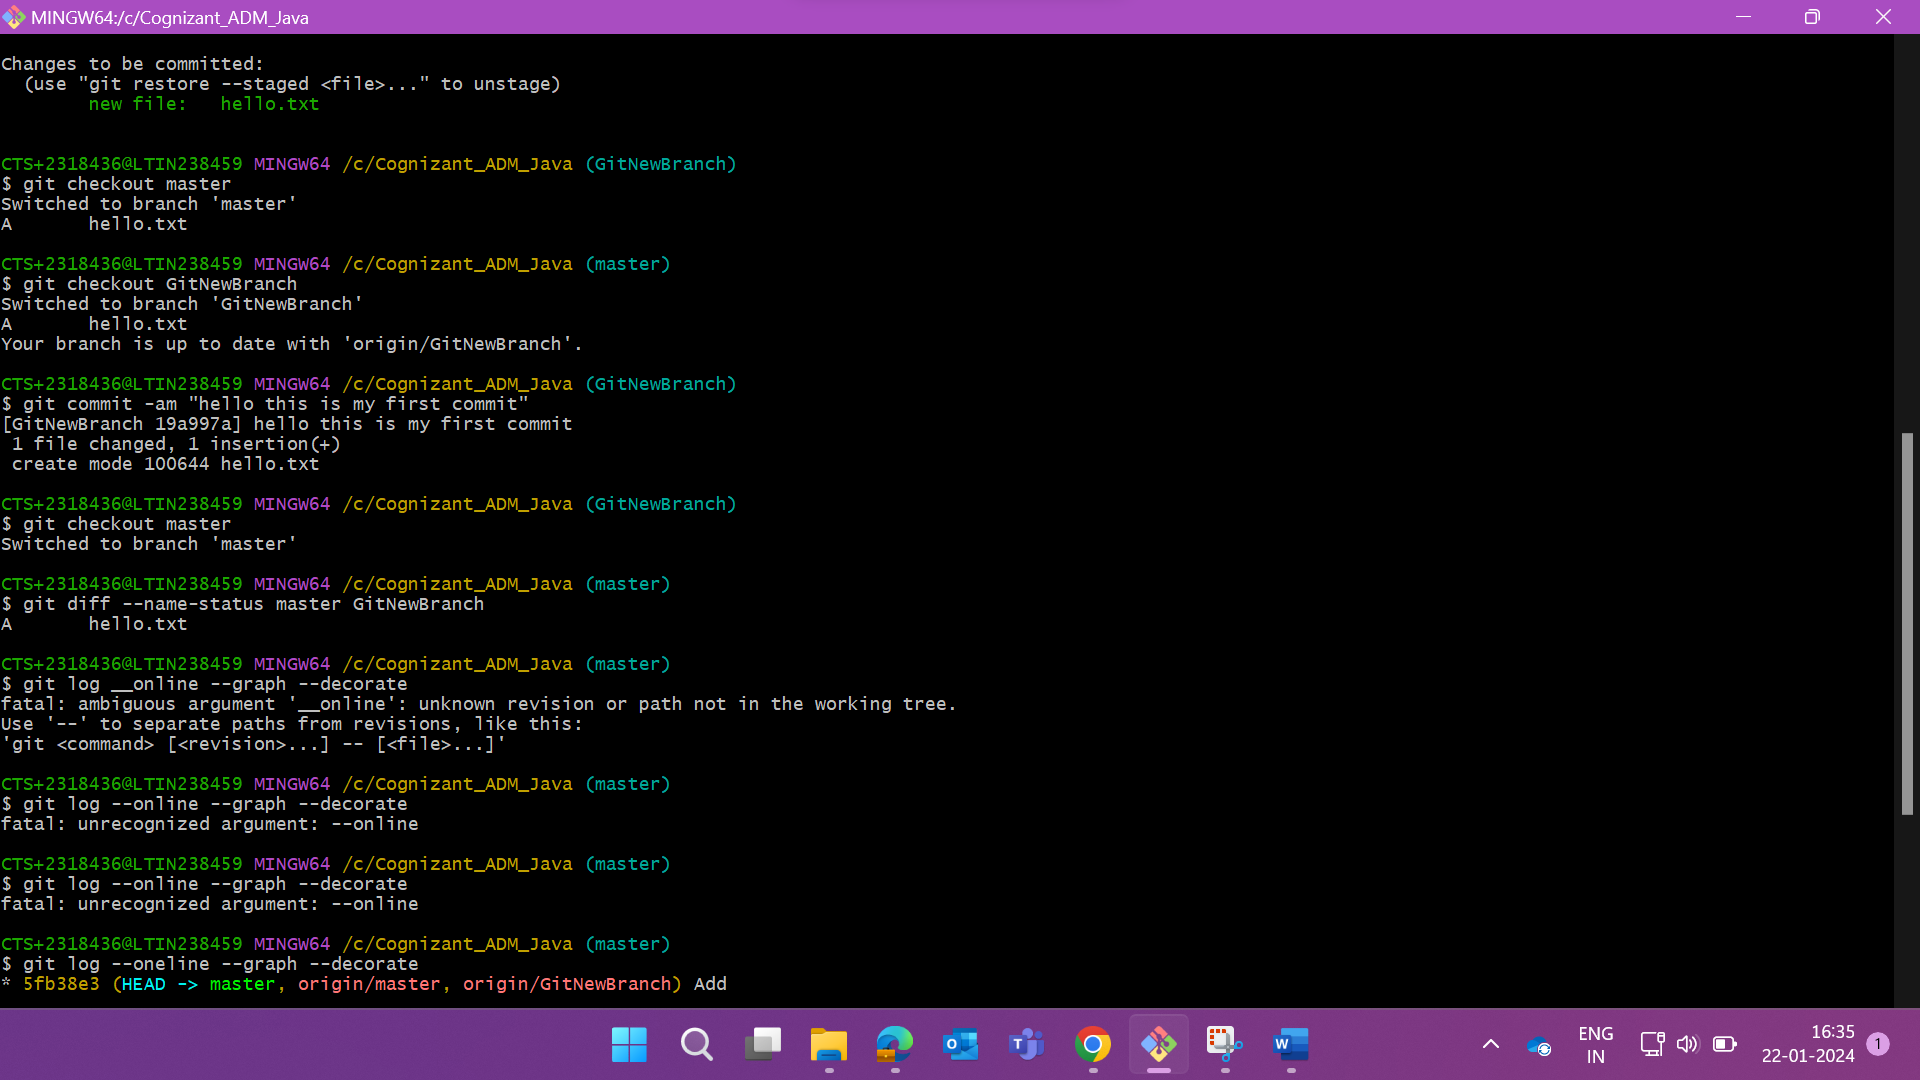 MINGW64:/c/Cognizant_ADM_Java
Changes to be committed:
  (use "git restore --staged <file>..." to unstage)
        new file:   hello.txt
CTS+2318436@LTIN238459 MINGW64 /c/Cognizant_ADM_Java (GitNewBranch)
$ git checkout master
Switched to branch 'master'
A       hello.txt
CTS+2318436@LTIN238459 MINGW64 /c/Cognizant_ADM_Java (master)
$ git checkout GitNewBranch
Switched to branch 'GitNewBranch'
A       hello.txt
Your branch is up to date with 'origin/GitNewBranch'.
CTS+2318436@LTIN238459 MINGW64 /c/Cognizant_ADM_Java (GitNewBranch)
$ git commit -am "hello this is my first commit"
[GitNewBranch 19a997a] hello this is my first commit
 1 file changed, 1 insertion(+)
 create mode 100644 hello.txt
CTS+2318436@LTIN238459 MINGW64 /c/Cognizant_ADM_Java (GitNewBranch)
$ git checkout master
Switched to branch 'master'
CTS+2318436@LTIN238459 MINGW64 /c/Cognizant_ADM_Java (master)
$ git diff --name-status master GitNewBranch
A       hello.txt
CTS+2318436@LTIN238459 MINGW64 /c/Cognizant_ADM_Java (master)
$ git log __online --graph --decorate
fatal: ambiguous argument '__online': unknown revision or path not in the working tree.
Use '--' to separate paths from revisions, like this:
'git <command> [<revision>...] -- [<file>...]'
CTS+2318436@LTIN238459 MINGW64 /c/Cognizant_ADM_Java (master)
$ git log --online --graph --decorate
fatal: unrecognized argument: --online
CTS+2318436@LTIN238459 MINGW64 /c/Cognizant_ADM_Java (master)
$ git log --online --graph --decorate
fatal: unrecognized argument: --online
CTS+2318436@LTIN238459 MINGW64 /c/Cognizant_ADM_Java (master)
$ git log --oneline --graph --decorate
* 5fb38e3 (HEAD -> master, origin/master, origin/GitNewBranch) Add
ENG
IN
16:35
22-01-2024
1